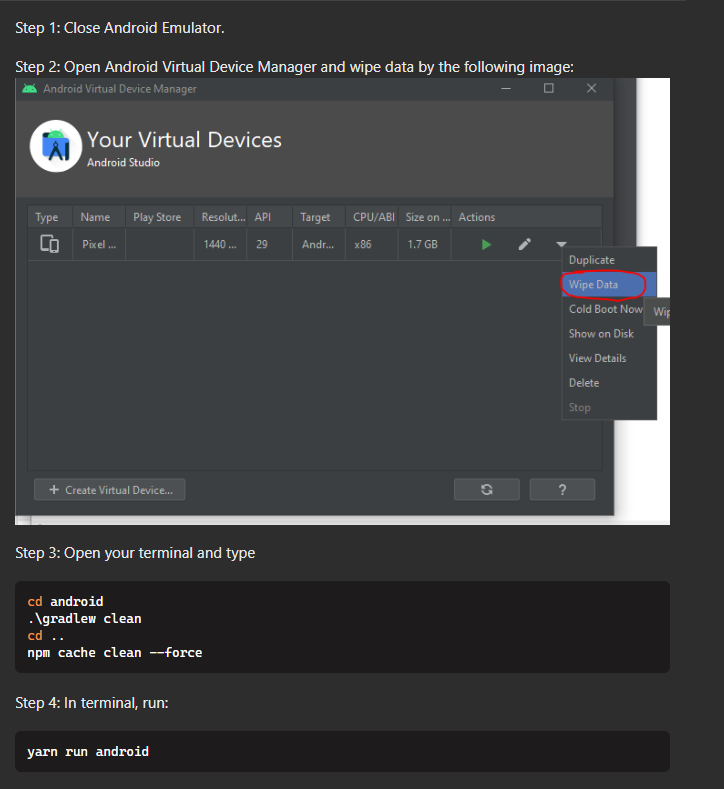 Step 1: Close Android Emulator.
Step 2: Open Android Virtual Device Manager and wipe data by the following image:
Android Virtual Device Manager
Your Virtual Devices
Android Studio
Type Name Play Store Resolut... API Target CPU/ABI Size on ... Actions
Pixel ... 1440 ... 29 Andr... x86 1.7 GB
Duplicate
Wipe Data
Cold Boot Now
Wip
Show on Disk
View Details
Delete
Stop
+ Create Virtual Device...
?
Step 3: Open your terminal and type
cd android
.\gradlew clean
cd ..
npm cache clean --force
Step 4: In terminal, run:
yarn run android